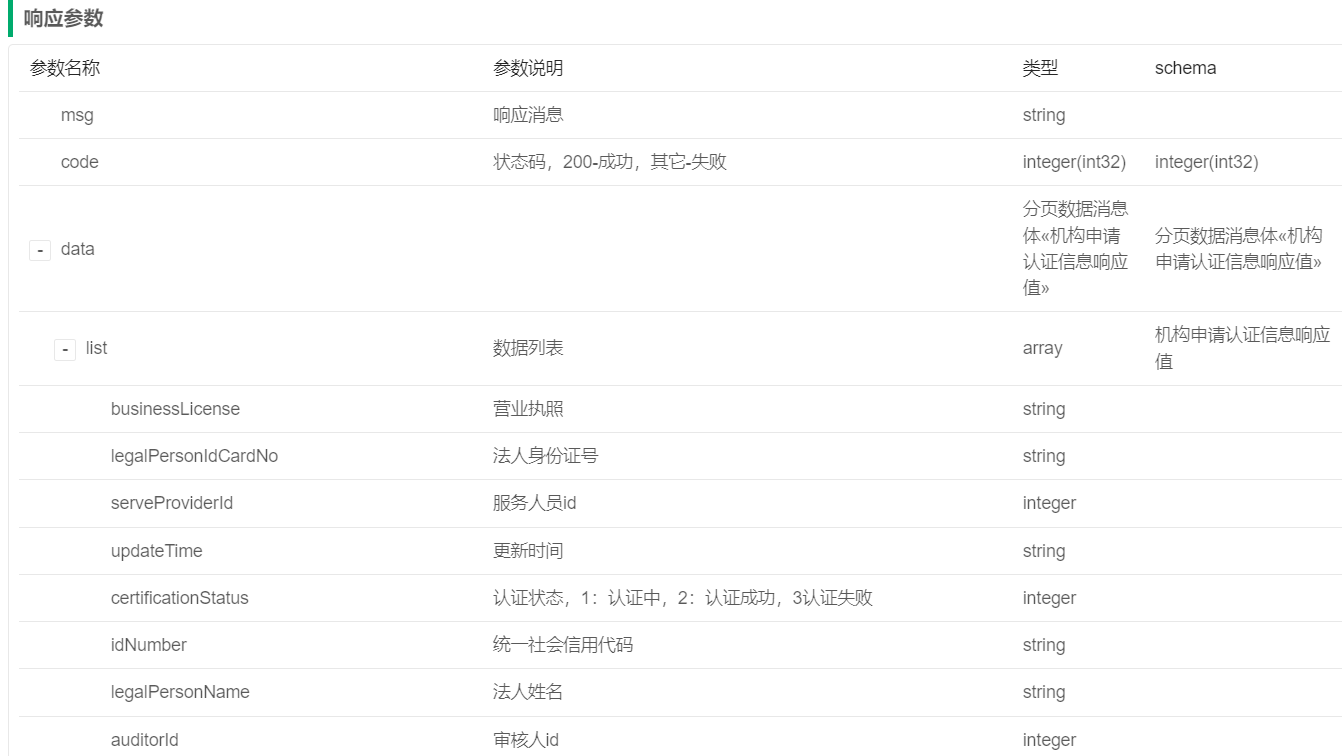 响应参数
参数名称 参数说明 类型 schema
msg 响应消息 string
code 状态码，200-成功，其它-失败 integer(int32) integer(int32)
- data 分页数据消息体«机构申请认证信息响应值» 分页数据消息体«机构申请认证信息响应值»
- list 数据列表 array 机构申请认证信息响应值
businessLicense 营业执照 string
legalPersonIdCardNo 法人身份证号 string
serveProviderId 服务人员id integer
updateTime 更新时间 string
certificationStatus 认证状态，1：认证中，2：认证成功，3认证失败 integer
idNumber 统一社会信用代码 string
legalPersonName 法人姓名 string
auditorId 审核人id integer